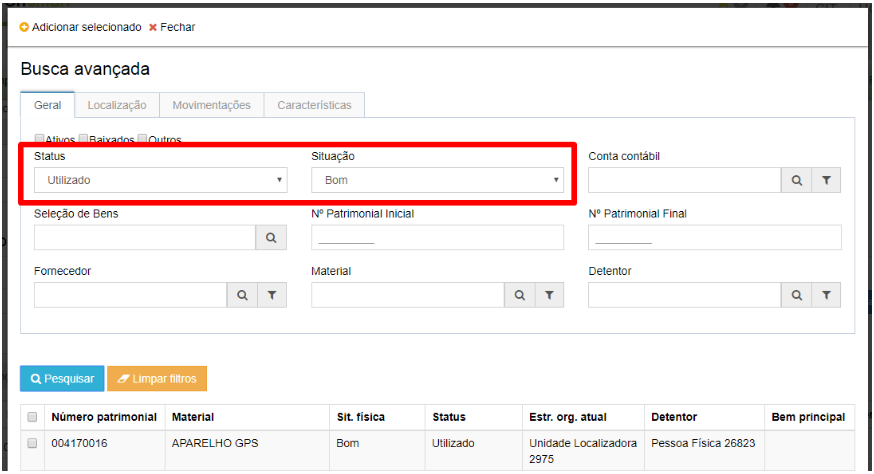 Adicionar selecionado Fechar
Busca avançada
Geral Localização Movimentações Características
Ativos Baixados Outros
Status Situação Conta contábil
Utilizado Bom
Seleção de Bens Nº Patrimonial Inicial Nº Patrimonial Final
Fornecedor Material Detentor
Pesquisar Limpar filtros
Número patrimonial Material Sit. física Status Estr. org. atual Detentor Bem principal
004170016 APARELHO GPS Bom Utilizado Unidade Localizadora Pessoa Física 26823
2975